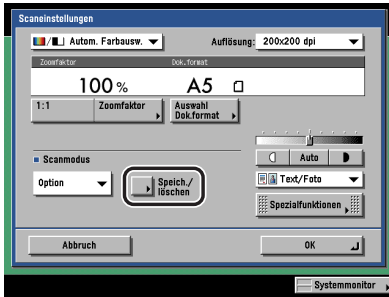 Scaneinstellungen
Autom. Farbausw.
Auflösung: 200x200 dpi
Zoomfaktor
Dok.format
100 %
A5
1:1
Zoomfaktor
Auswahl
Dok.format
Auto
Scanmodus
Option
Speich./
löschen
Text/Foto
Spezialfunktionen
Abbruch
OK
Systemmonitor